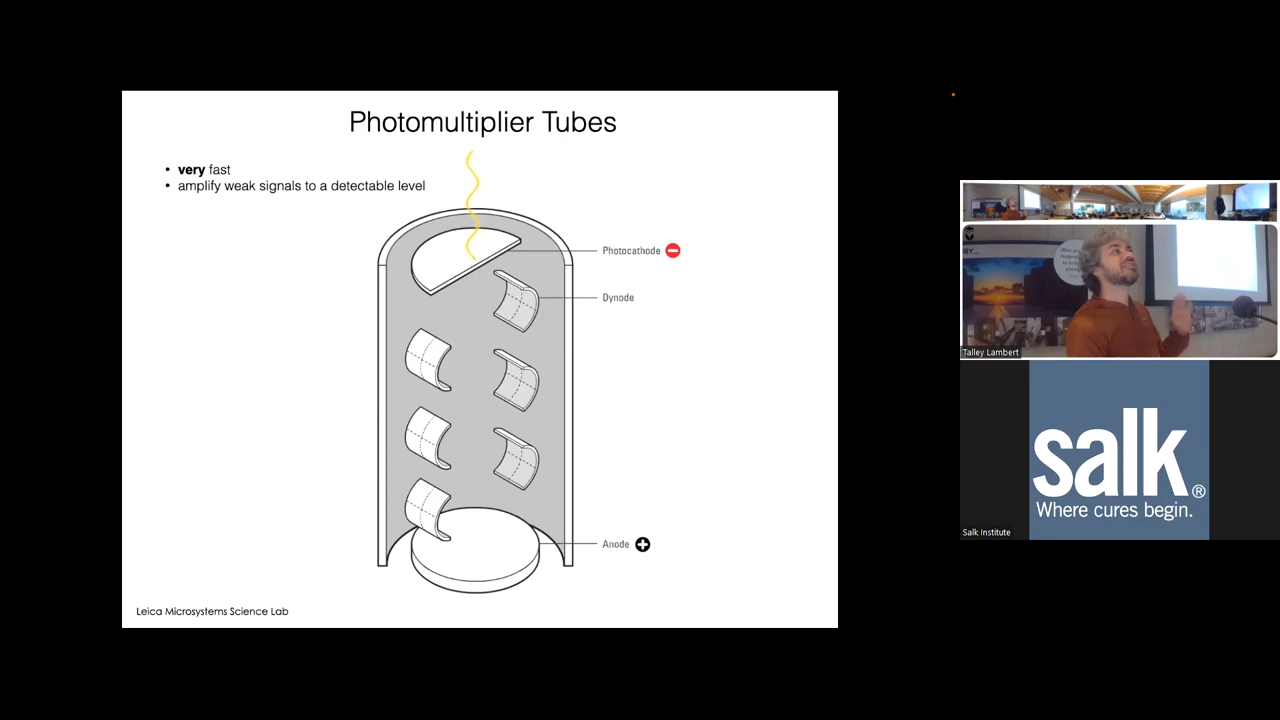 Photomultiplier Tubes
• very fast
• amplify weak signals to a detectable level
Photocathode
Dynode
Anode
Leica Microsystems Science Lab
Talley Lambert
salk®
Where cures begin.
Salk Institute